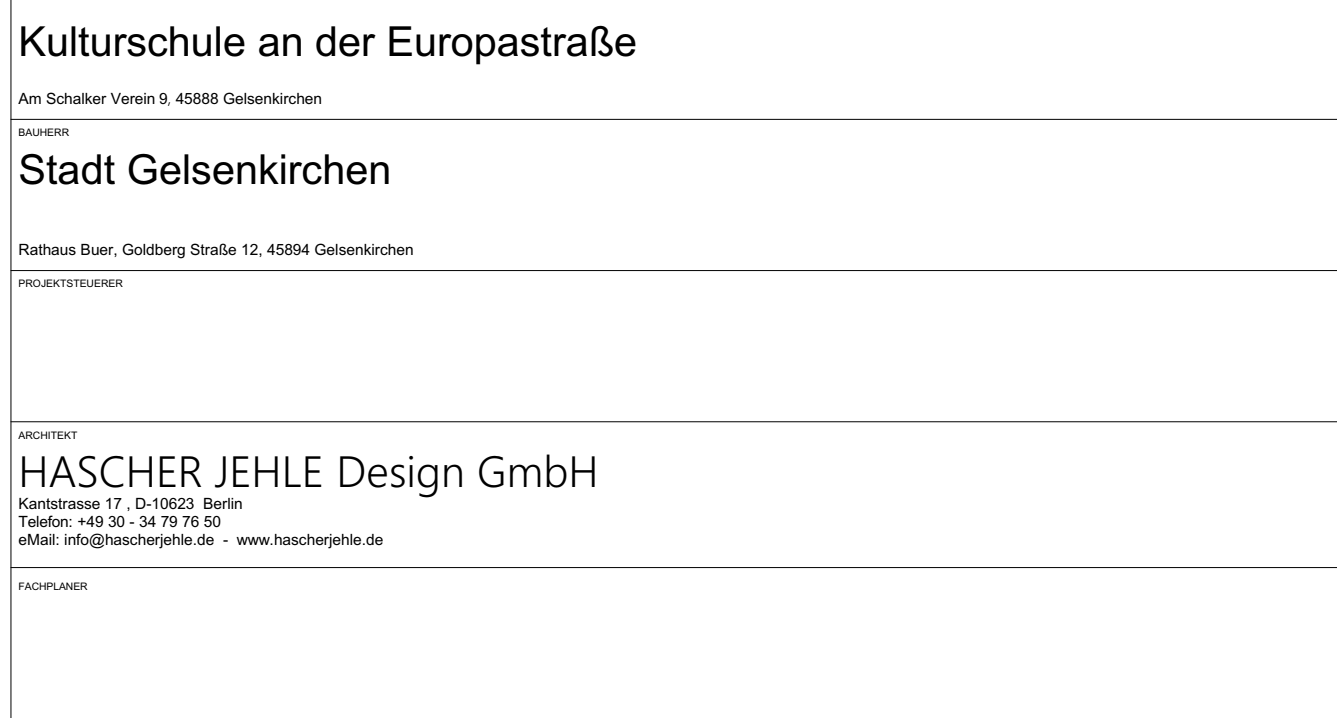 Kulturschule an der Europastraße
Am Schalker Verein 9, 45888 Gelsenkirchen
BAUHERR
Stadt Gelsenkirchen
Rathaus Buer, Goldberg Straße 12, 45894 Gelsenkirchen
PROJEKTSTEUERER
ARCHITEKT
HASCHER JEHLE Design GmbH
Kantstrasse 17 , D-10623  Berlin
Telefon: +49 30 - 34 79 76 50
eMail: info@hascherjehle.de  -  www.hascherjehle.de
FACHPLANER